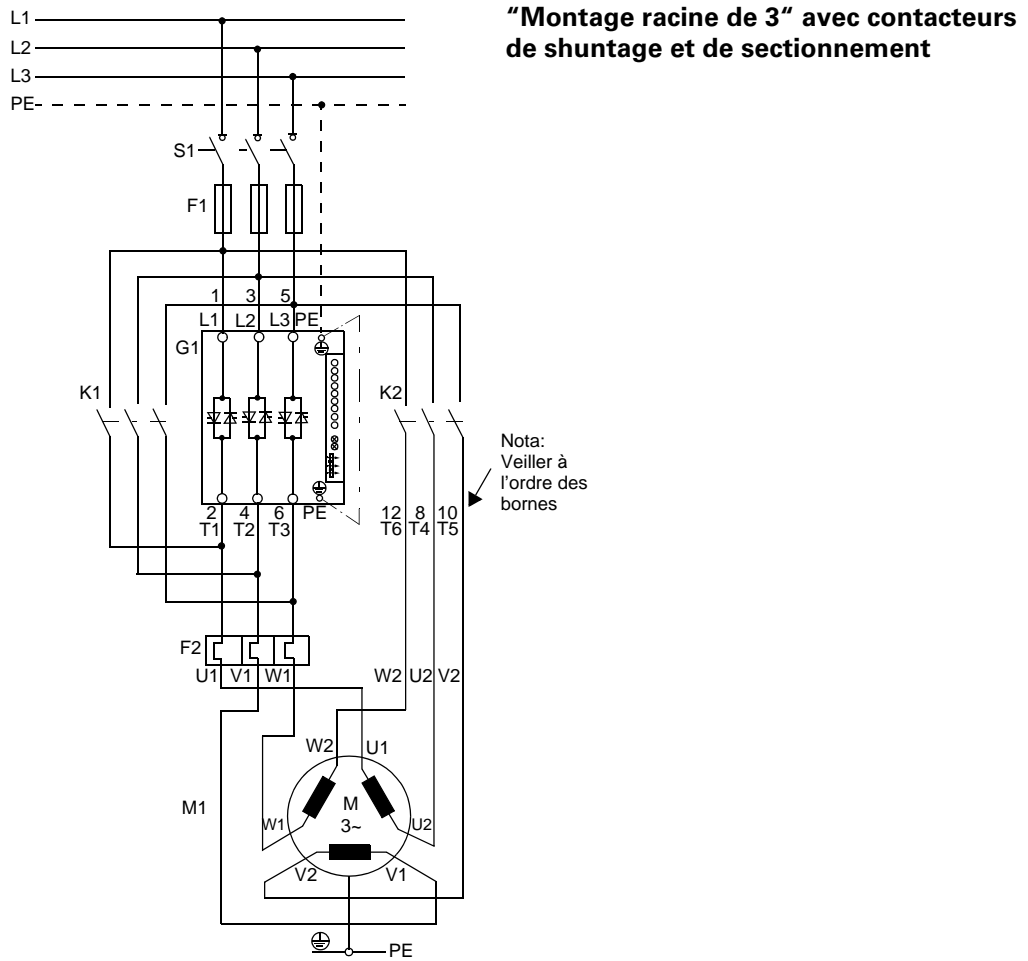 “Montage racine de 3“ avec contacteurs
de shuntage et de sectionnement
L1
L2
L3
PE
S1
F1
1 3 5
L1 L2 L3 PE
G1
K1
K2
Nota:
Veiller à
l’ordre des
bornes
2 4 6 PE
T1 T2 T3
12 8 10
T6 T4 T5
F2
U1 V1 W1
W2 U2 V2
W2 U1
M1
M
3~
W1
U2
V2 V1
PE